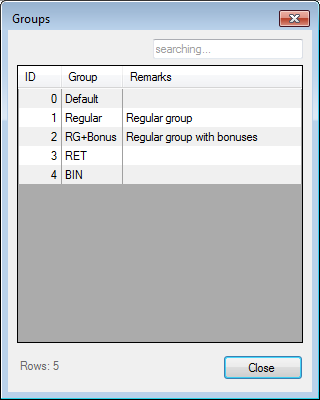 Groups
searching...
ID Group Remarks
0 Default
1 Regular Regular group
2 RG+Bonus Regular group with bonuses
3 RET
4 BIN
Rows: 5 Close